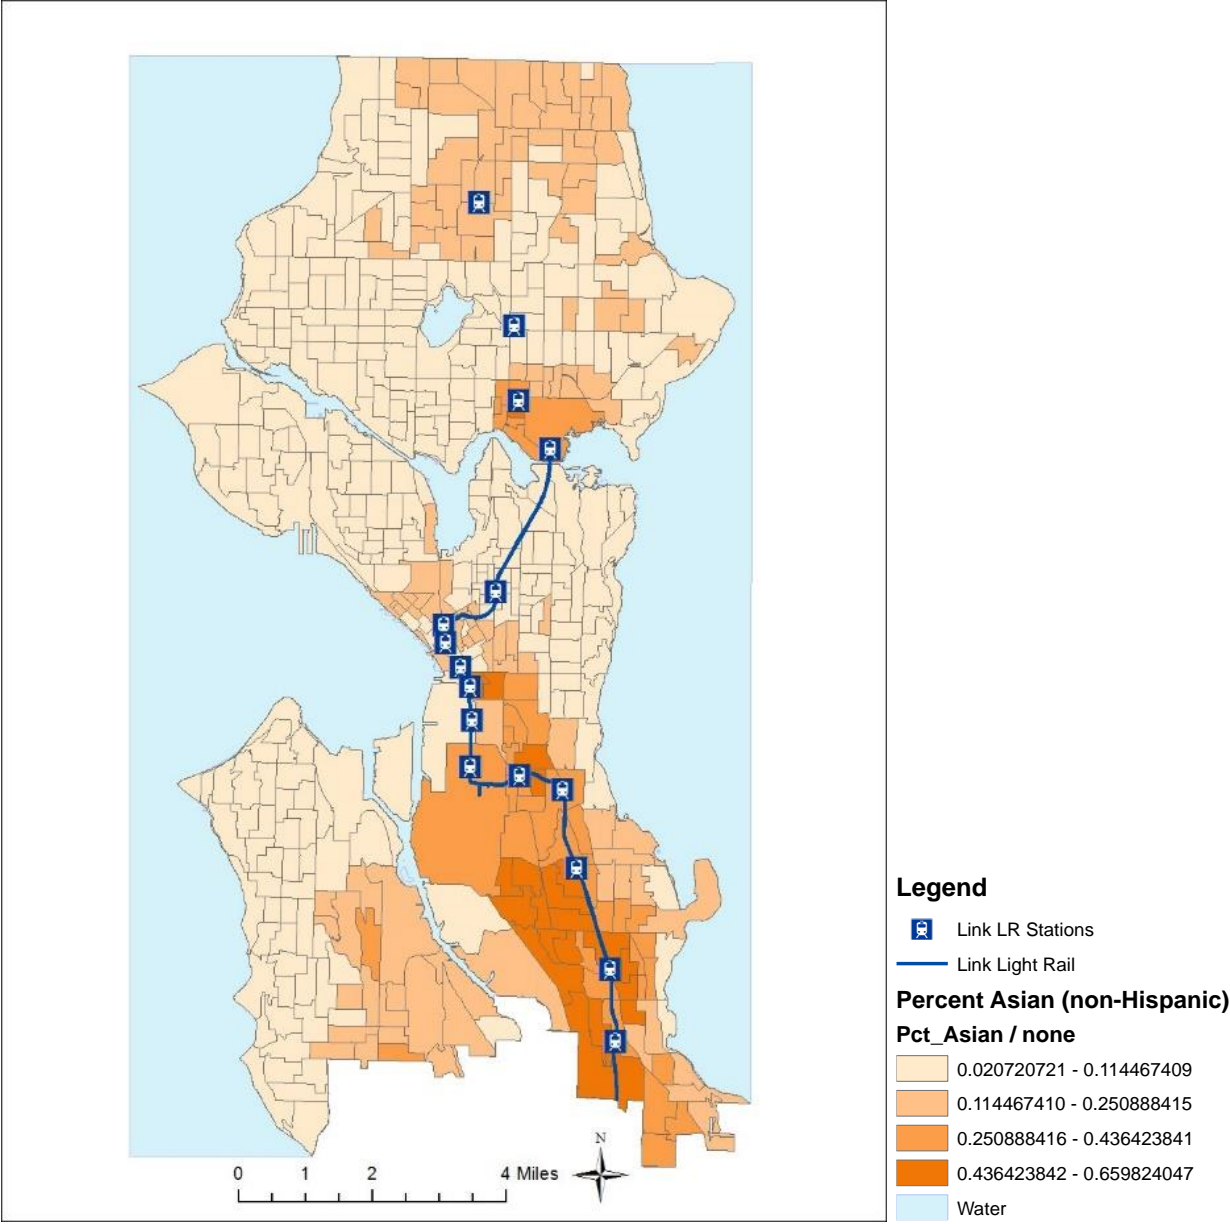 N
0 1 2 4 Miles
Legend
Link LR Stations
Link Light Rail
Percent Asian (non-Hispanic)
Pct_Asian / none
0.020720721 - 0.114467409
0.114467410 - 0.250888415
0.250888416 - 0.436423841
0.436423842 - 0.659824047
Water